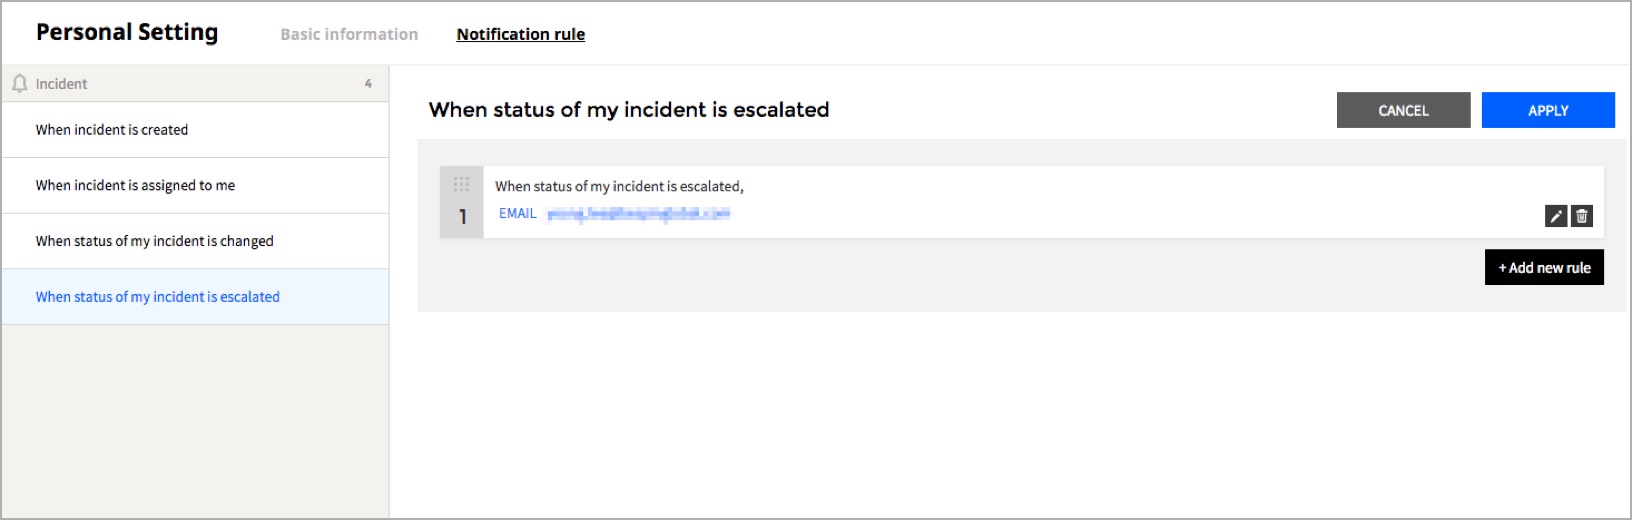 Personal Setting
Basic information
Notification rule
Incident 4
When incident is created
When incident is assigned to me
When status of my incident is changed
When status of my incident is escalated
When status of my incident is escalated
CANCEL
APPLY
When status of my incident is escalated,
1
EMAIL
+ Add new rule